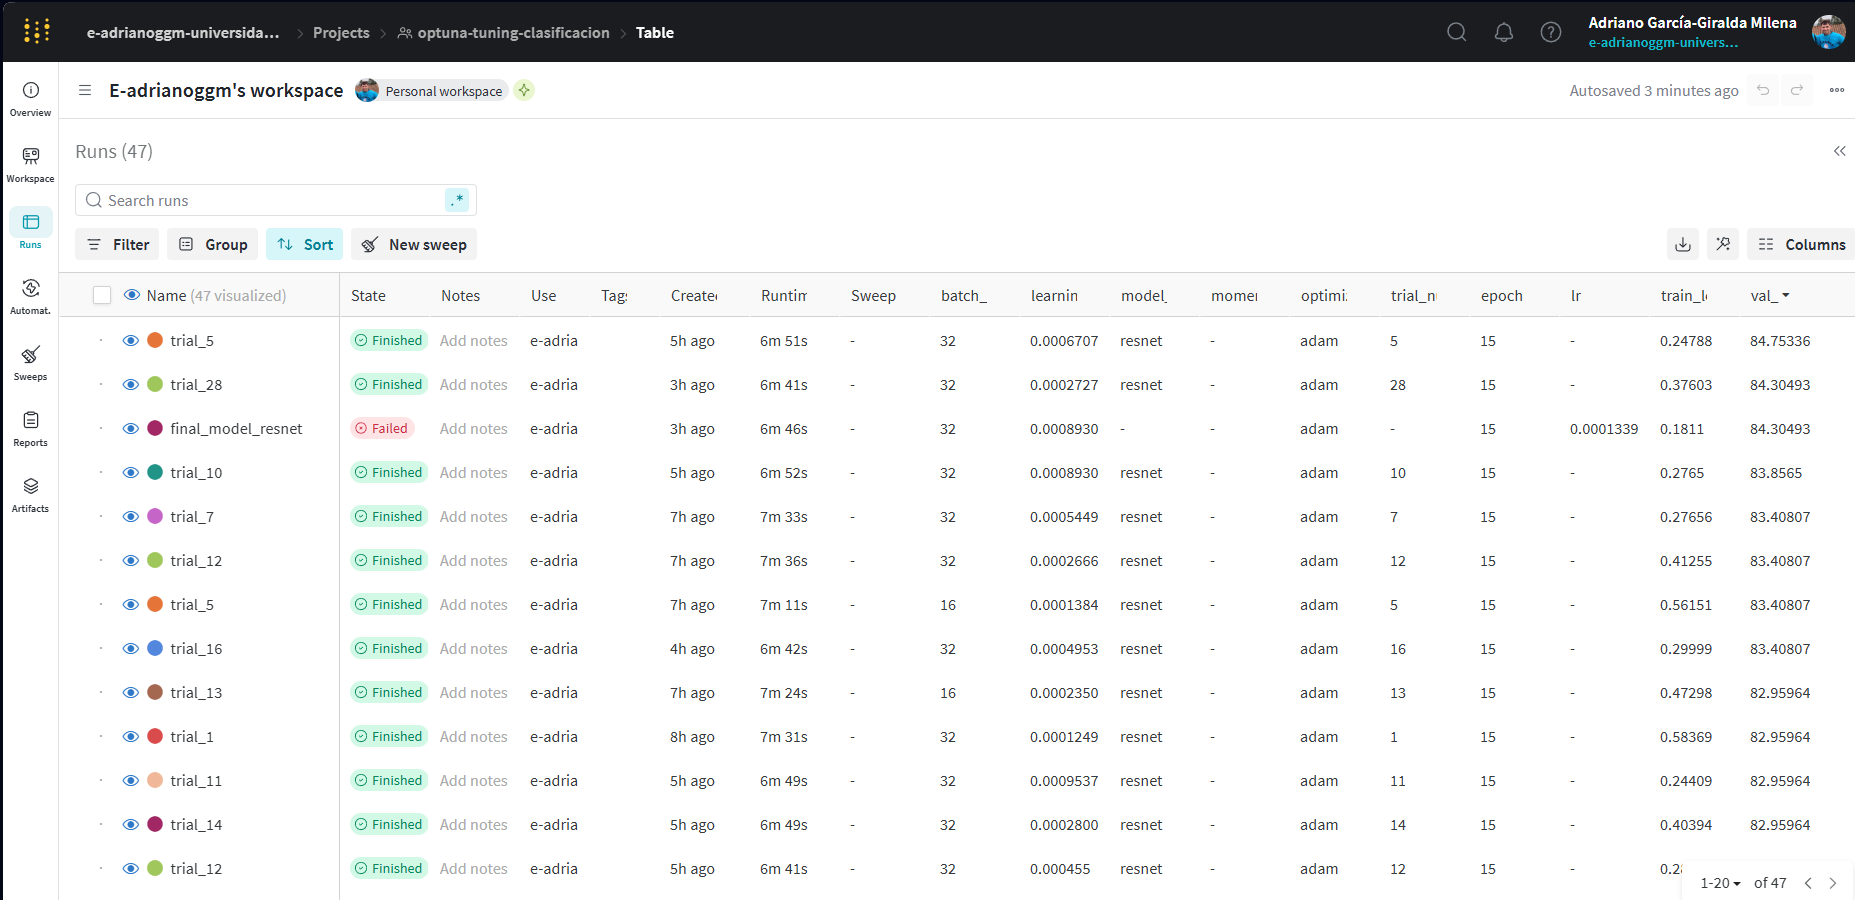 e-adrianoggm-universida... > Projects > optuna-tuning-clasificacion > Table
Adriano García-Giralda Milena
e-adrianoggm-univers...
Overview
Workspace
Runs
Automat.
Sweeps
Reports
Artifacts
E-adrianoggm's workspace Personal workspace
Autosaved 3 minutes ago
Runs (47)
Search runs .*
Filter Group Sort New sweep Columns
Name (47 visualized) State Notes Use Tags Create Runtim Sweep batch_ learnin model_ momen optimi trial_n epoch lr train_l val_
trial_5 Finished Add notes e-adria 5h ago 6m 51s - 32 0.0006707 resnet - adam 5 15 - 0.24788 84.75336
trial_28 Finished Add notes e-adria 3h ago 6m 41s - 32 0.0002727 resnet - adam 28 15 - 0.37603 84.30493
final_model_resnet Failed Add notes e-adria 3h ago 6m 46s - 32 0.0008930 - - adam - 15 0.0001339 0.1811 84.30493
trial_10 Finished Add notes e-adria 5h ago 6m 52s - 32 0.0008930 resnet - adam 10 15 - 0.2765 83.8565
trial_7 Finished Add notes e-adria 7h ago 7m 33s - 32 0.0005449 resnet - adam 7 15 - 0.27656 83.40807
trial_12 Finished Add notes e-adria 7h ago 7m 36s - 32 0.0002666 resnet - adam 12 15 - 0.41255 83.40807
trial_5 Finished Add notes e-adria 7h ago 7m 11s - 16 0.0001384 resnet - adam 5 15 - 0.56151 83.40807
trial_16 Finished Add notes e-adria 4h ago 6m 42s - 32 0.0004953 resnet - adam 16 15 - 0.29999 83.40807
trial_13 Finished Add notes e-adria 7h ago 7m 24s - 16 0.0002350 resnet - adam 13 15 - 0.47298 82.95964
trial_1 Finished Add notes e-adria 8h ago 7m 31s - 32 0.0001249 resnet - adam 1 15 - 0.58369 82.95964
trial_11 Finished Add notes e-adria 5h ago 6m 49s - 32 0.0009537 resnet - adam 11 15 - 0.24409 82.95964
trial_14 Finished Add notes e-adria 5h ago 6m 49s - 32 0.0002800 resnet - adam 14 15 - 0.40394 82.95964
trial_12 Finished Add notes e-adria 5h ago 6m 41s - 32 0.000455 resnet - adam 12 15 -
1-20 of 47